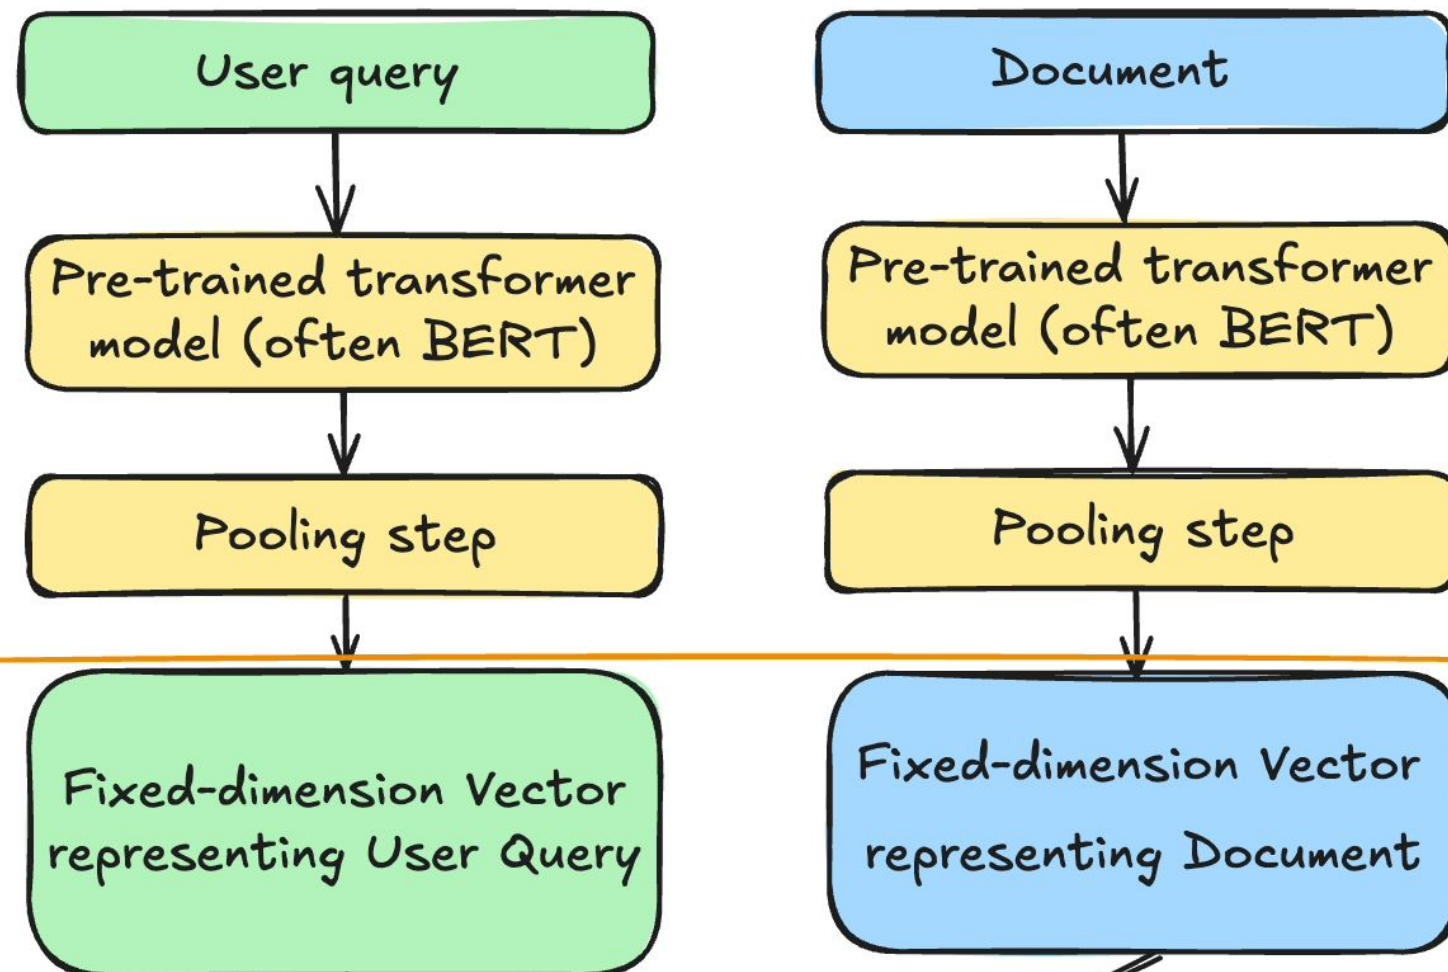 User query
Document
Pre-trained transformer
model (often BERT)
Pre-trained transformer
model (often BERT)
Pooling step
Pooling step
Fixed-dimension Vector
representing User Query
Fixed-dimension Vector
representing Document